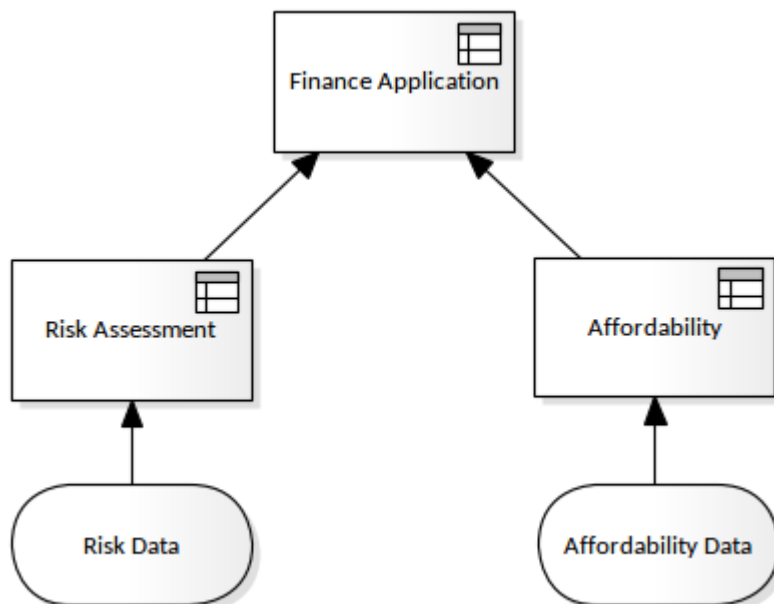 Finance Application
Risk Assessment
Affordability
Risk Data
Affordability Data